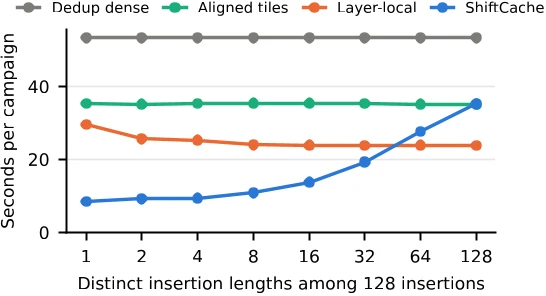 Dedup dense Aligned tiles Layer-local ShiftCache
Seconds per campaign
40
20
0
1 2 4 8 16 32 64 128
Distinct insertion lengths among 128 insertions